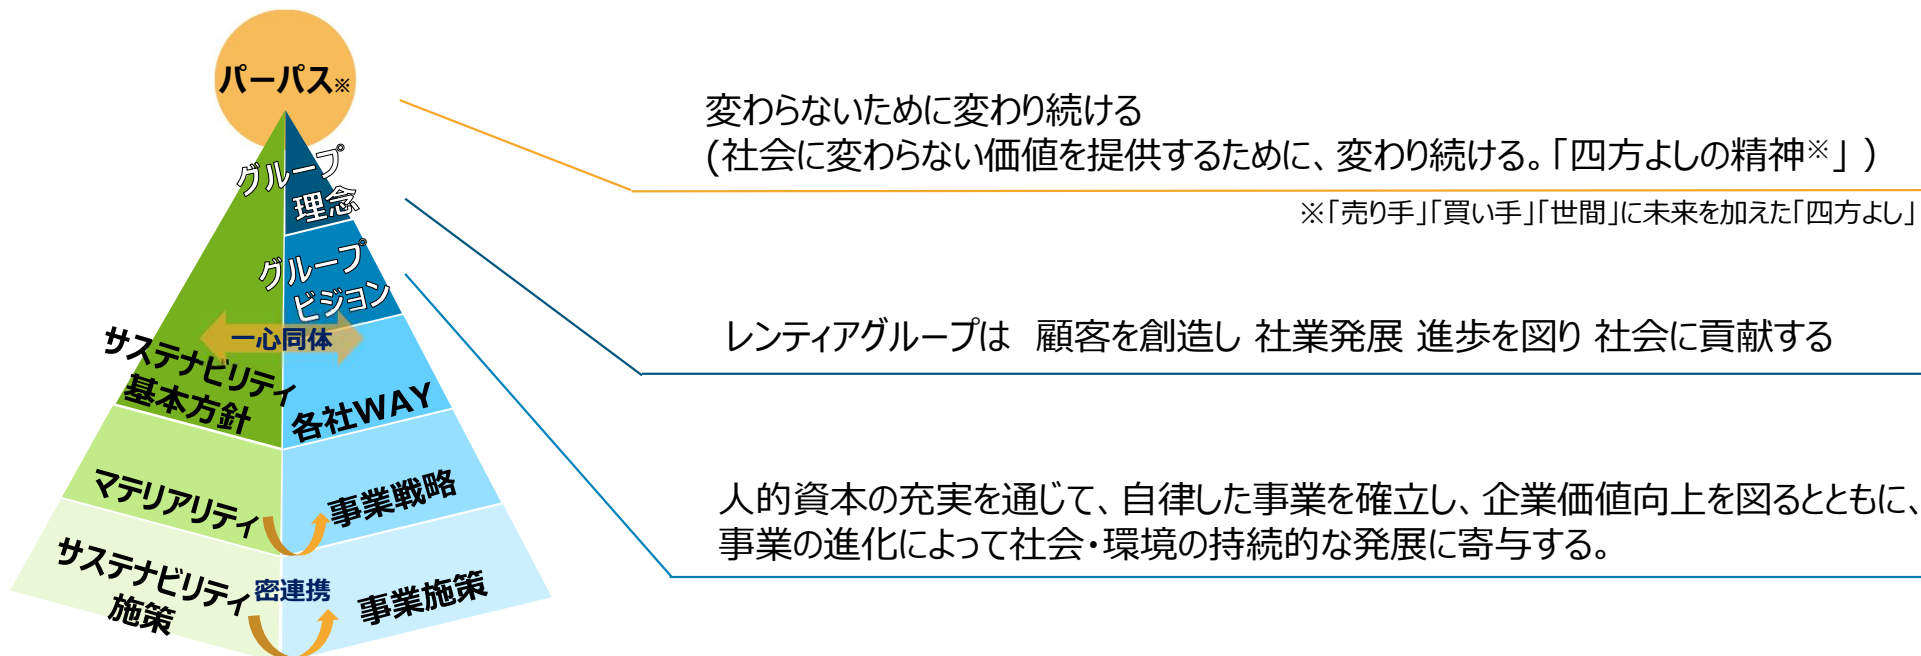 パーパス※
変わらないために変わり続ける
(社会に変わらない価値を提供するために、変わり続ける。「四方よしの精神※」 )
※「売り手」「買い手」「世間」に未来を加えた「四方よし」
グループ
理念
グループ
ビジョン
レンティアグループは 顧客を創造し 社業発展 進歩を図り 社会に貢献する
一心同体
サステナビリティ
基本方針
各社WAY
人的資本の充実を通じて、自律した事業を確立し、企業価値向上を図るとともに、
事業の進化によって社会・環境の持続的な発展に寄与する。
マテリアリティ
事業戦略
サステナビリティ
施策
密連携
事業施策